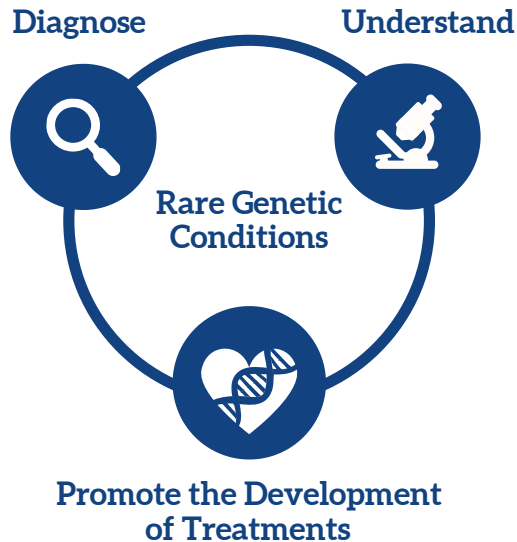 Diagnose
Understand
Rare Genetic
Conditions
Promote the Development
of Treatments